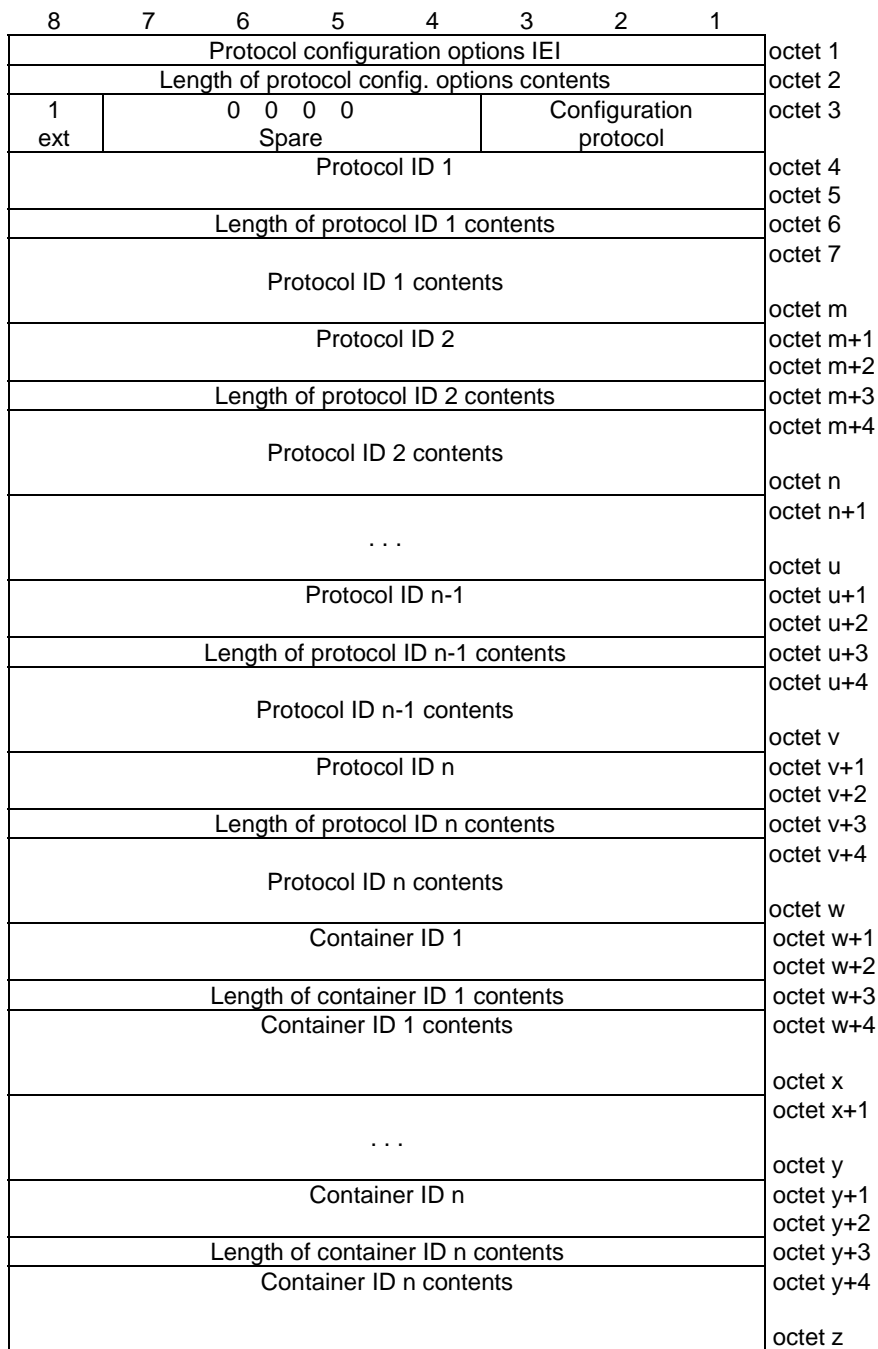 8 7 6 5 4 3 2 1
Protocol configuration options IEI octet 1
Length of protocol config. options contents octet 2
1 0 0 0 0 Configuration octet 3
ext Spare protocol
Protocol ID 1 octet 4
octet 5
Length of protocol ID 1 contents octet 6
octet 7
Protocol ID 1 contents
octet m
Protocol ID 2 octet m+1
octet m+2
Length of protocol ID 2 contents octet m+3
octet m+4
Protocol ID 2 contents
octet n
octet n+1
. . .
octet u
Protocol ID n-1 octet u+1
octet u+2
Length of protocol ID n-1 contents octet u+3
octet u+4
Protocol ID n-1 contents
octet v
Protocol ID n octet v+1
octet v+2
Length of protocol ID n contents octet v+3
octet v+4
Protocol ID n contents
octet w
Container ID 1 octet w+1
octet w+2
Length of container ID 1 contents octet w+3
Container ID 1 contents octet w+4
octet x
octet x+1
. . .
octet y
Container ID n octet y+1
octet y+2
Length of container ID n contents octet y+3
Container ID n contents octet y+4
octet z